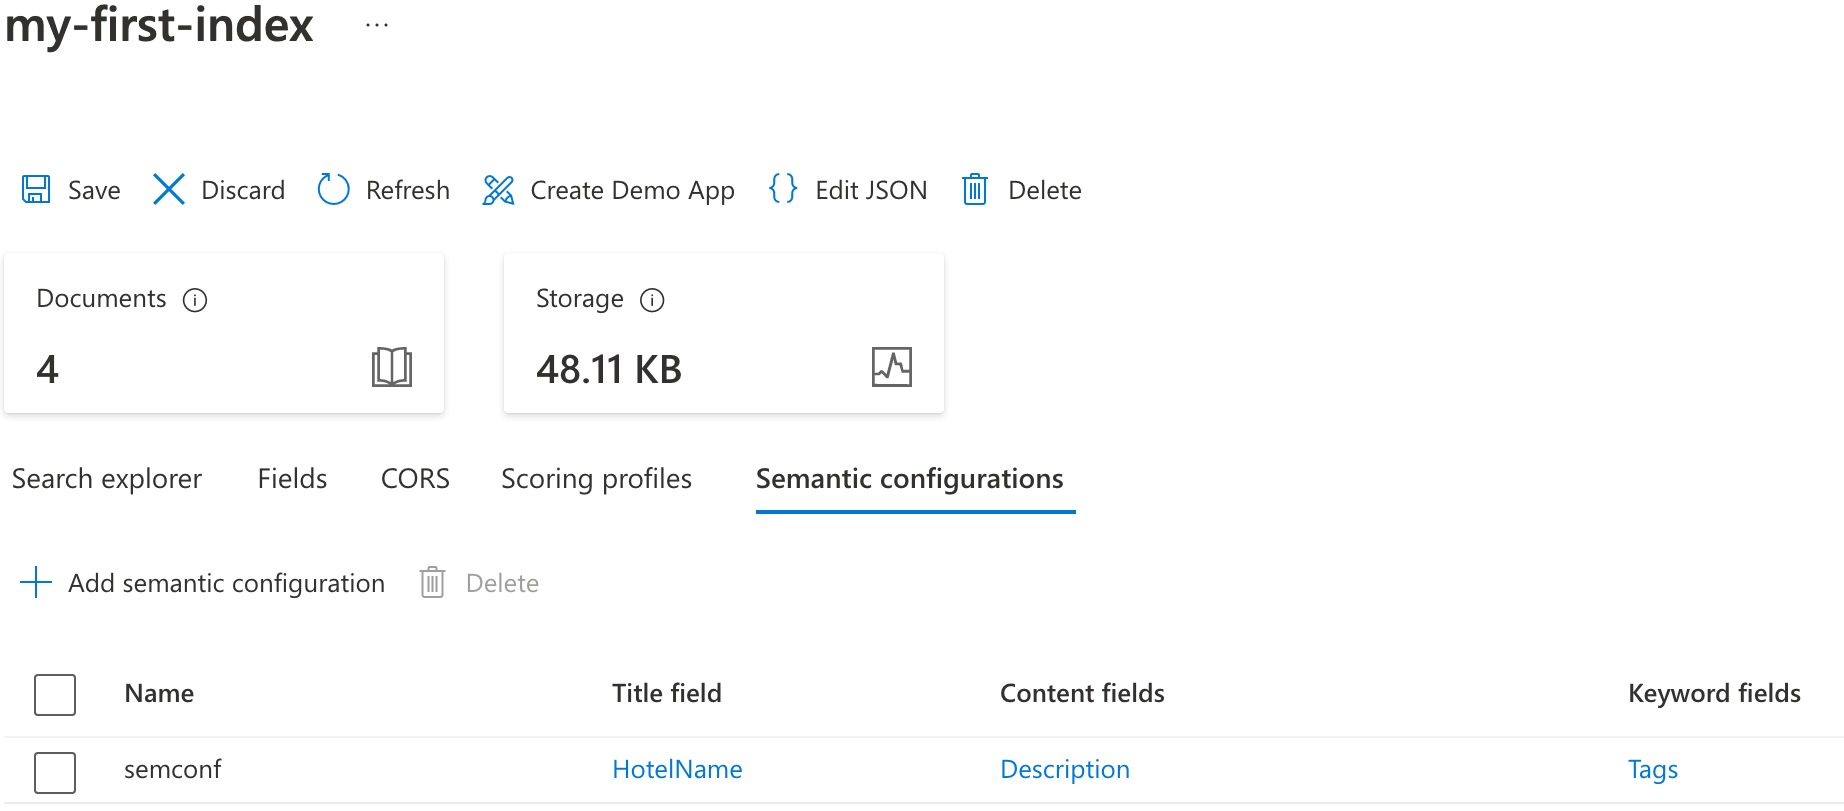 my-first-index ...
Save Discard Refresh Create Demo App {} Edit JSON Delete
Documents Storage
4 48.11 KB
Search explorer Fields CORS Scoring profiles Semantic configurations
Add semantic configuration Delete
Name Title field Content fields Keyword fields
semconf HotelName Description Tags